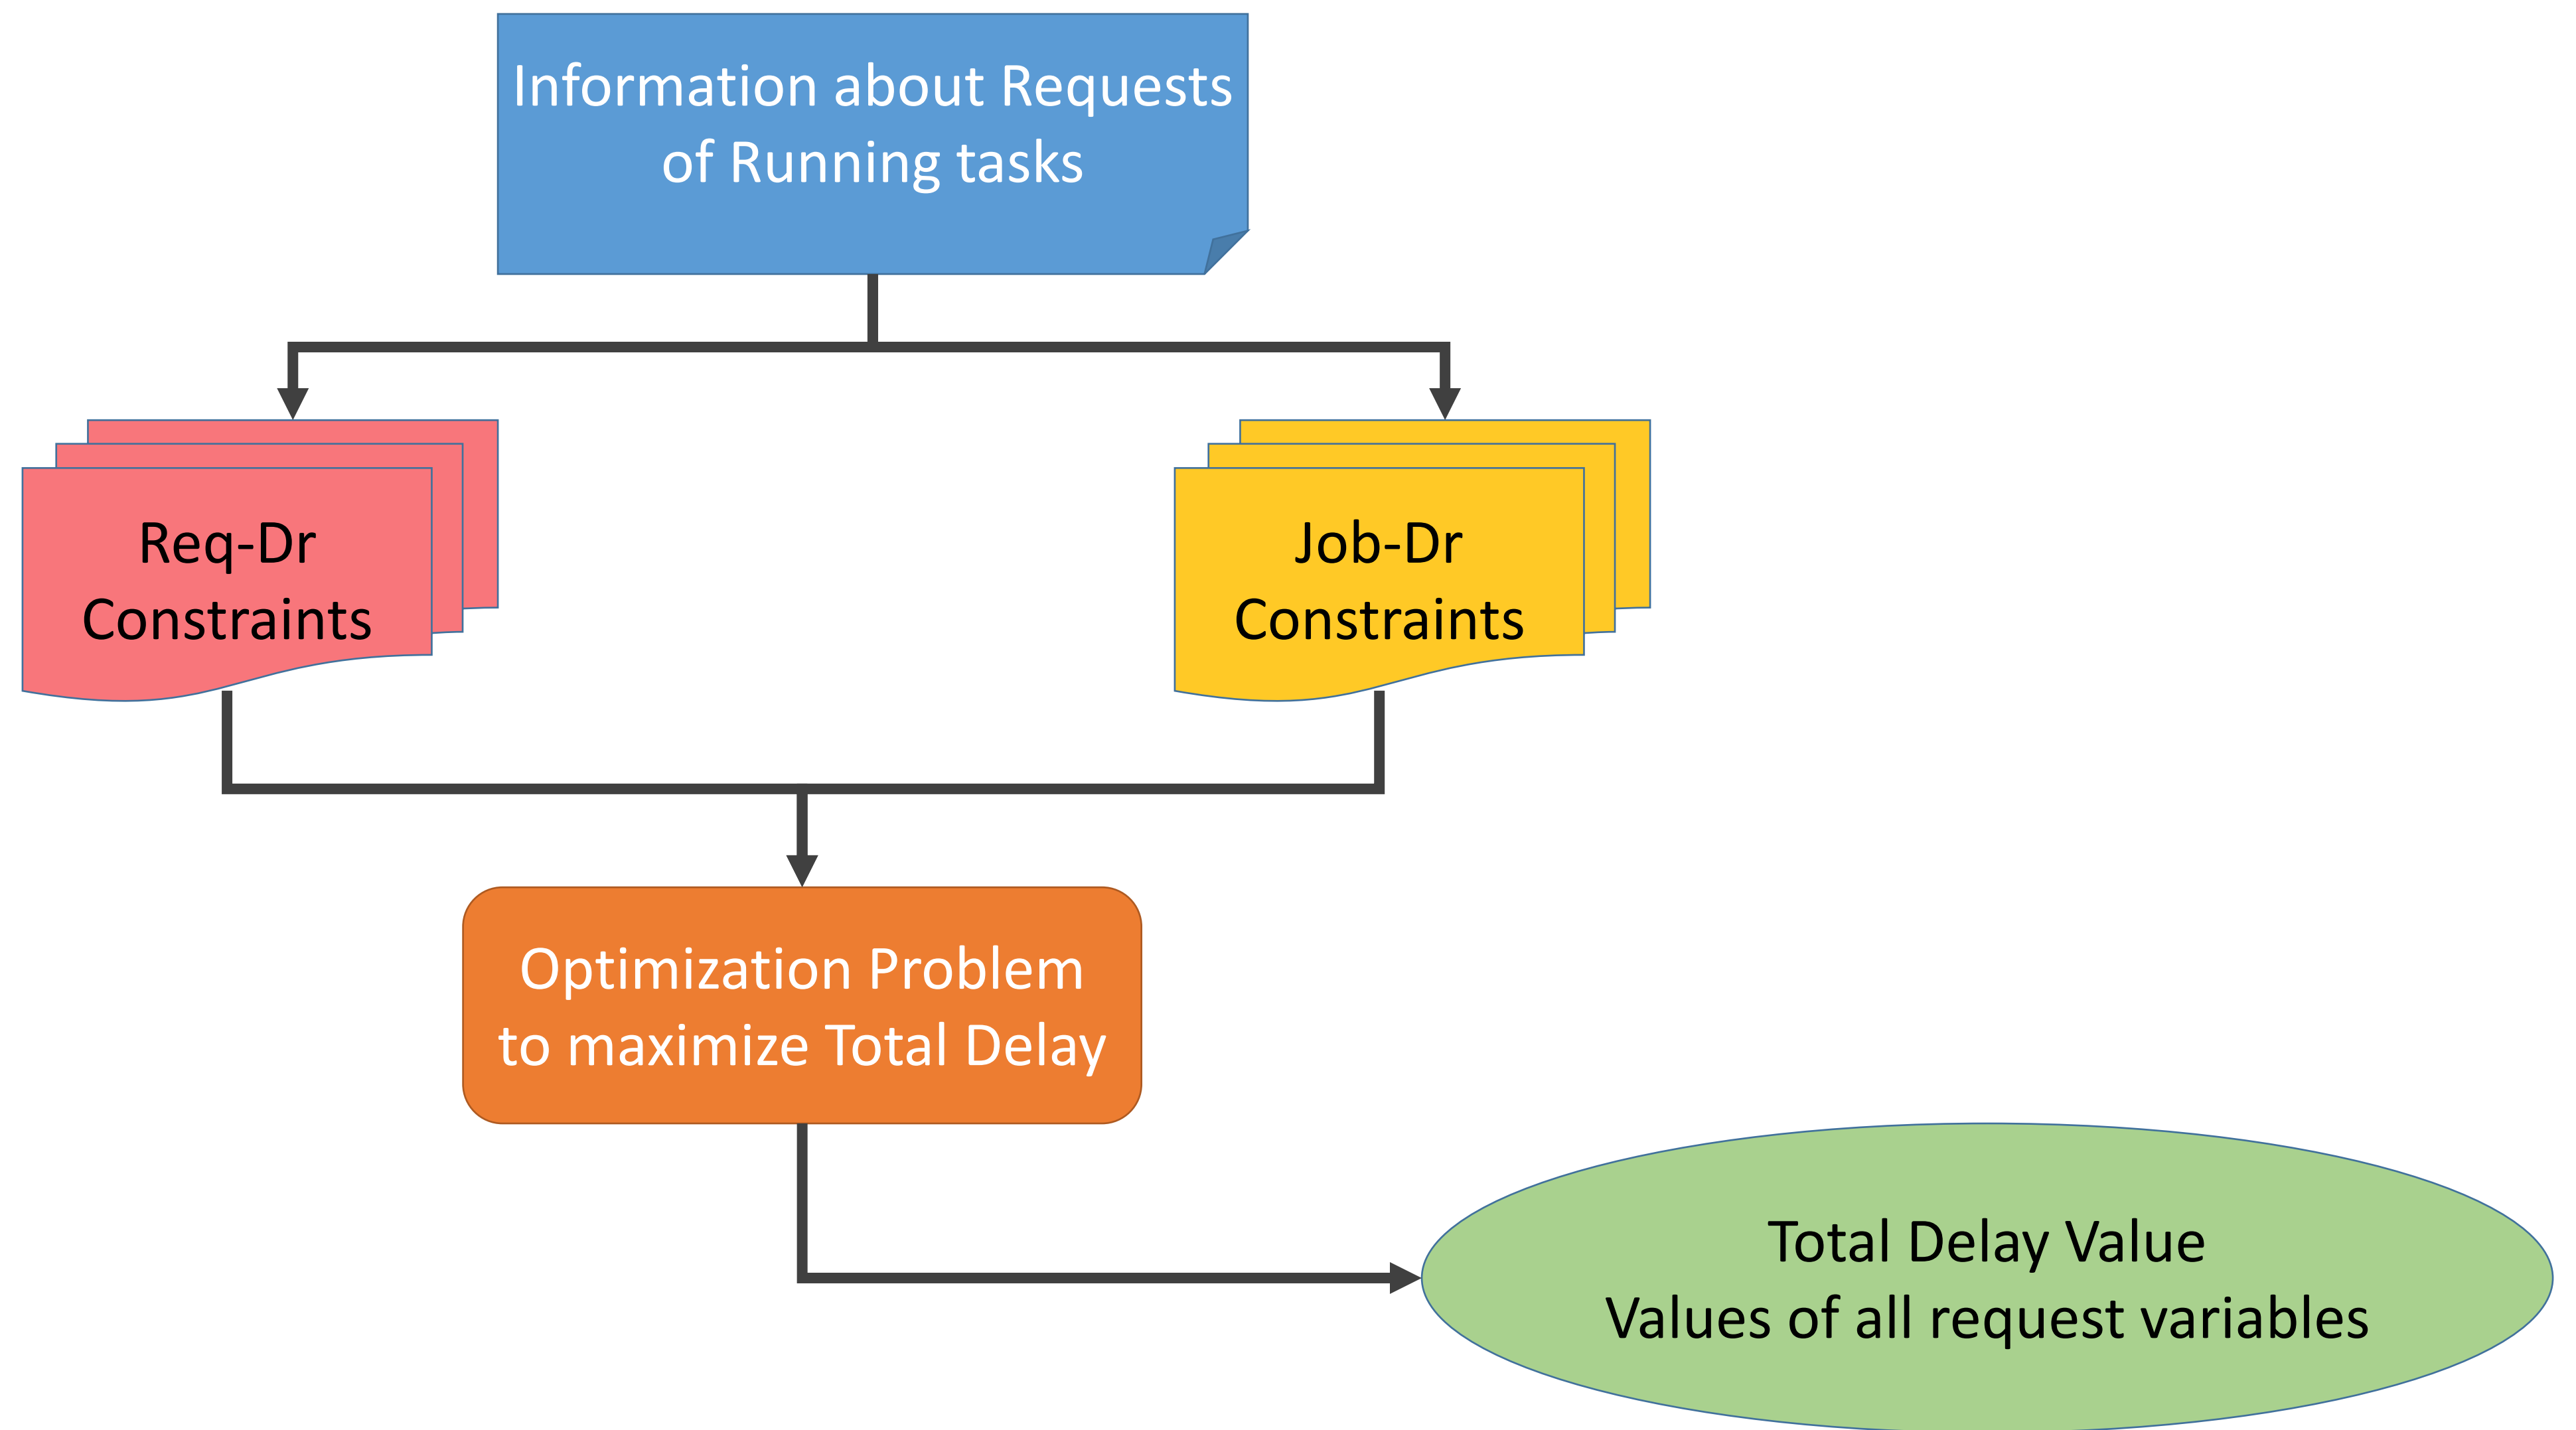 Information about Requests
of Running tasks
Req-Dr
Constraints
Job-Dr
Constraints
Optimization Problem
to maximize Total Delay
Total Delay Value
Values of all request variables